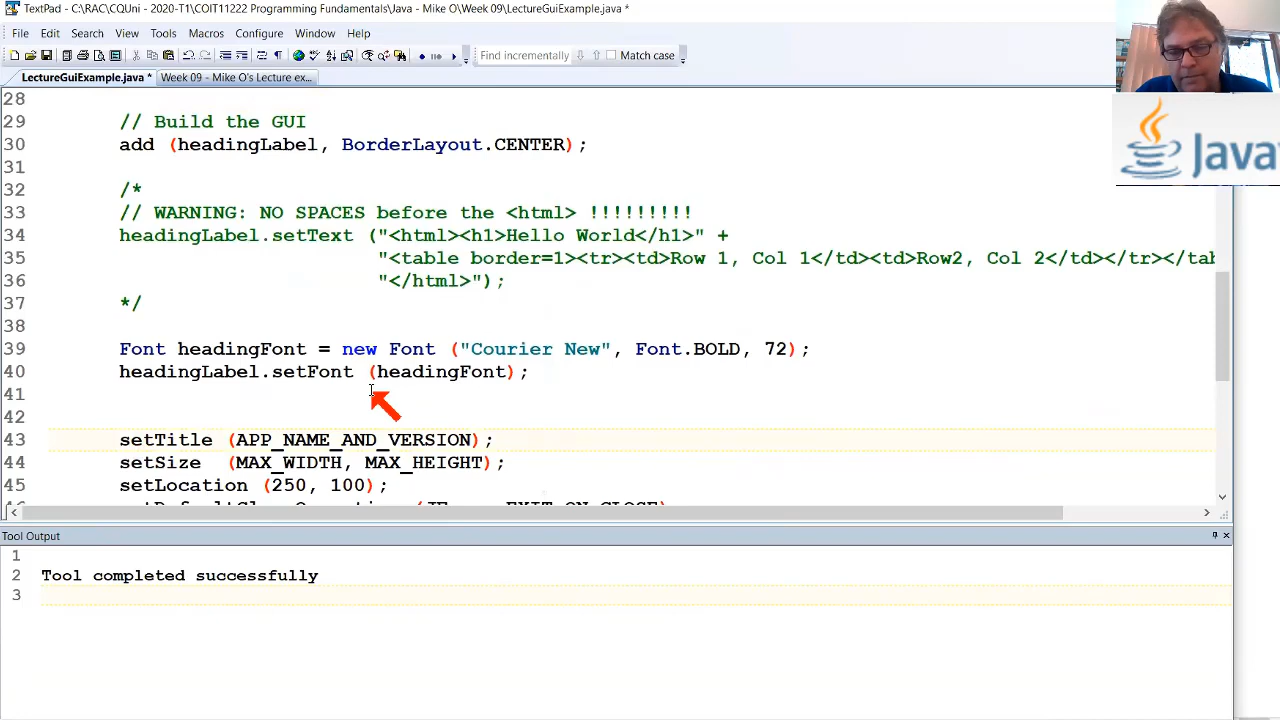 TextPad - C:\RAC\CQUni - 2020-T1\COIT11222 Programming Fundamentals\Java - Mike O\Week 09\LectureGuiExample.java *
File Edit Search View Tools Macros Configure Window Help
Find incrementally Match case
LectureGuiExample.java * Week 09 - Mike O's Lecture ex...
28
29 // Build the GUI
30 add (headingLabel, BorderLayout.CENTER);
31
32 /*
33 // WARNING: NO SPACES before the <html> !!!!!!!!!
34 headingLabel.setText ("<html><h1>Hello World</h1>" +
35 "<table border=1><tr><td>Row 1, Col 1</td><td>Row2, Col 2</td></tr></tab
36 "</html>");
37 */
38
39 Font headingFont = new Font ("Courier New", Font.BOLD, 72);
40 headingLabel.setFont (headingFont);
41
42
43 setTitle (APP_NAME_AND_VERSION);
44 setSize (MAX_WIDTH, MAX_HEIGHT);
45 setLocation (250, 100);
Tool Output
1
2 Tool completed successfully
3
Java